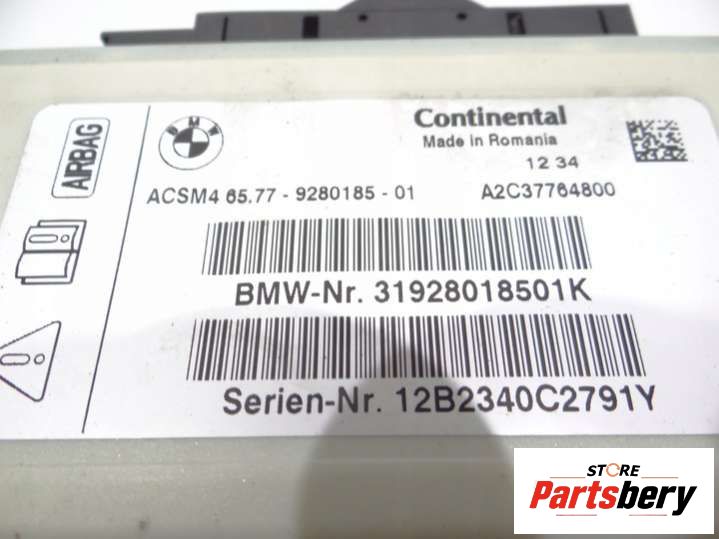 AIRBAG
BMW
Continental
Made in Romania
12 34
ACSM4 65.77 - 9280185 - 01 A2C37764800
BMW-Nr. 31928018501K
Serien-Nr. 12B2340C2791Y
STORE
Partsbery